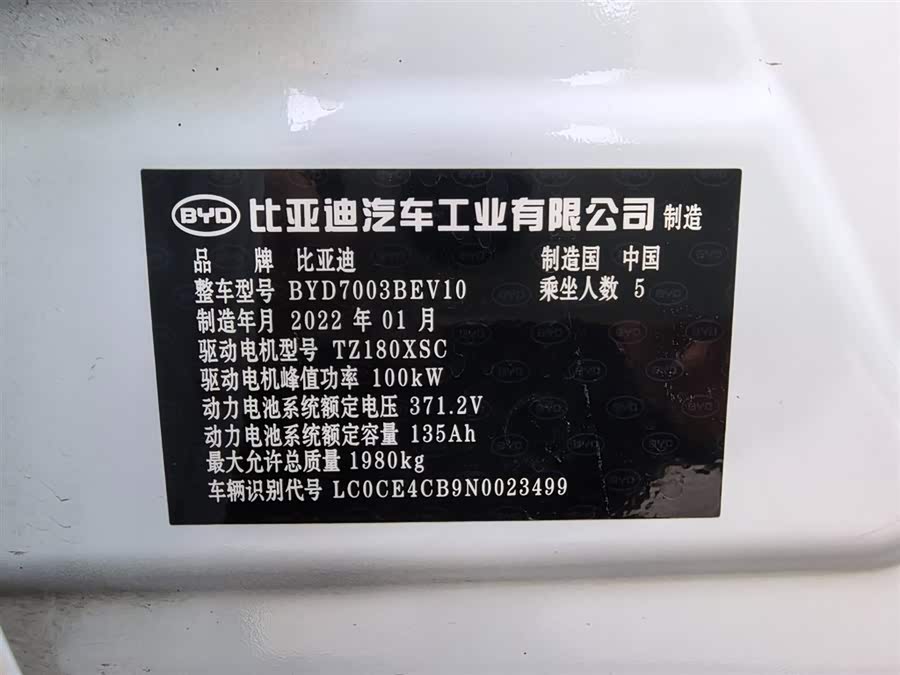 BYD 比亚迪汽车工业有限公司 制造
品 牌 比亚迪 制造国 中国
整车型号 BYD7003BEV10 乘坐人数 5
制造年月 2022 年 01 月
驱动电机型号 TZ180XSC
驱动电机峰值功率 100kW
动力电池系统额定电压 371.2V
动力电池系统额定容量 135Ah
最大允许总质量 1980kg
车辆识别代号 LC0CE4CB9N0023499